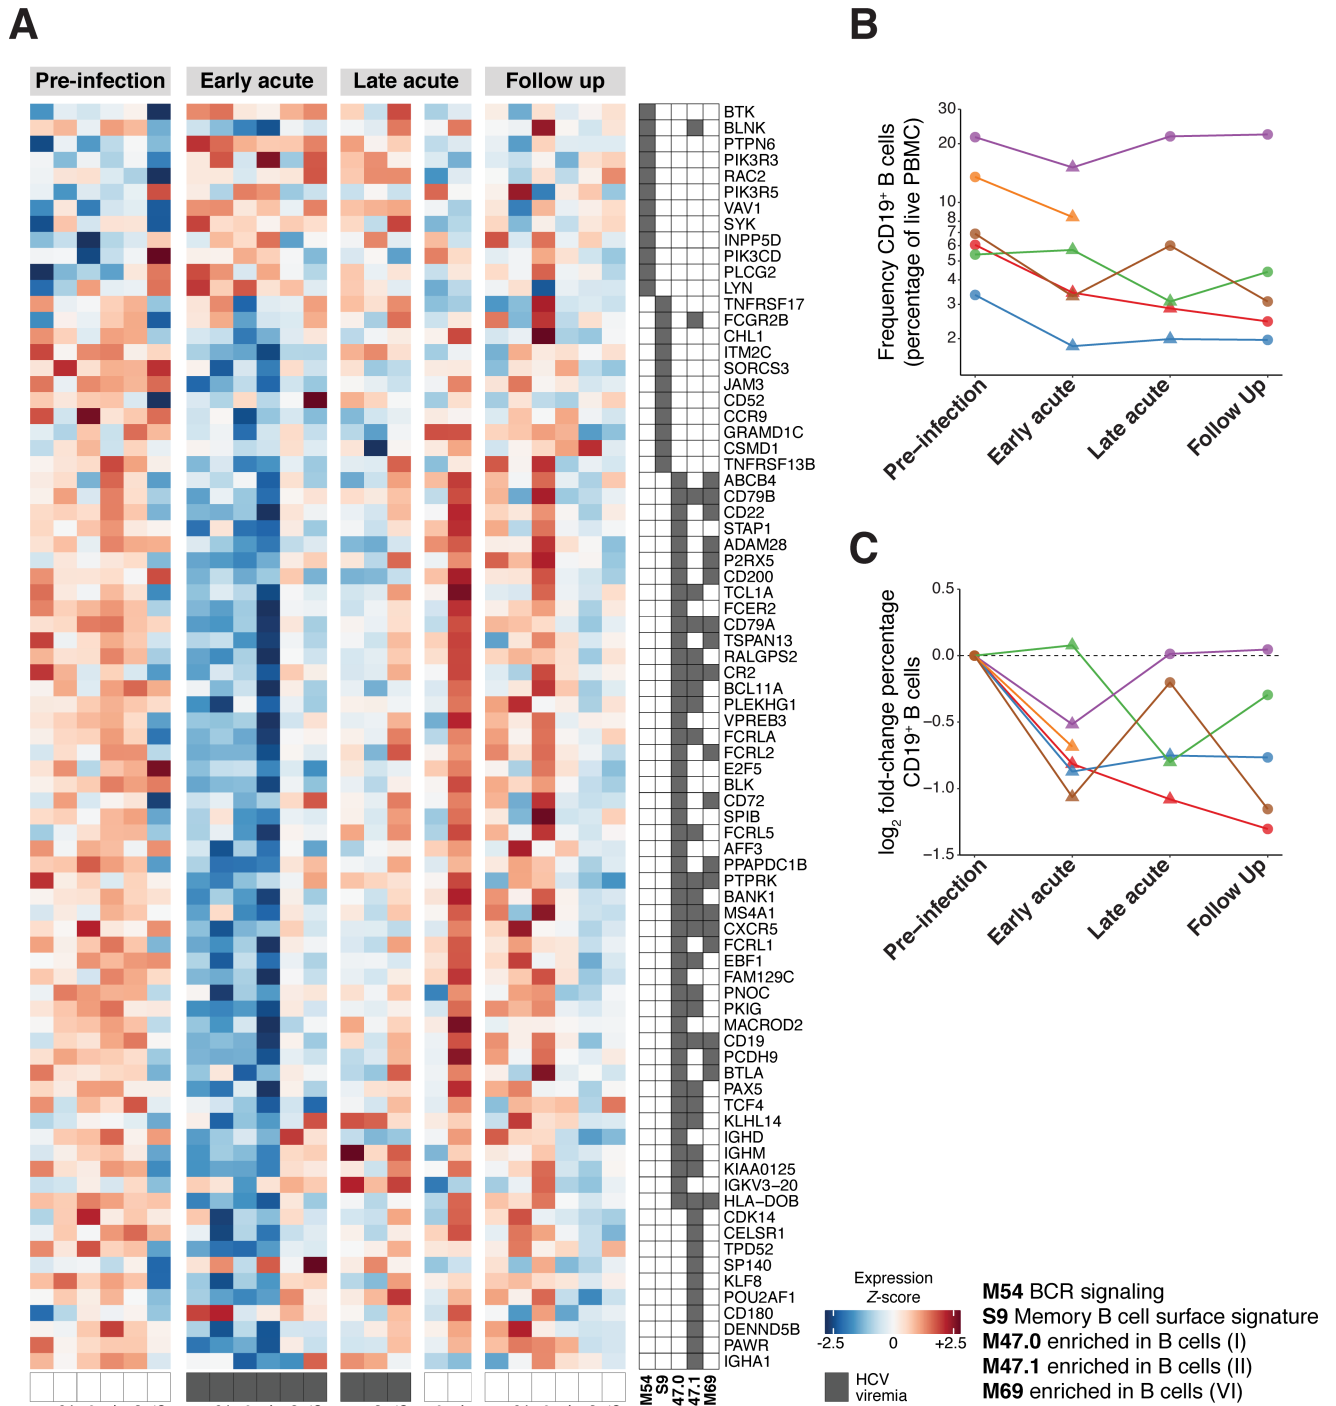 A
Pre-infection
Early acute
Late acute
Follow up
BTK
BLNK
PTPN6
PIK3R3
RAC2
PIK3R5
VAV1
SYK
INPP5D
PIK3CD
PLCG2
LYN
TNFRSF17
FCGR2B
CHL1
ITM2C
SORCS3
JAM3
CD52
CCR9
GRAMD1C
CSMD1
TNFRSF13B
ABCB4
CD79B
CD22
STAP1
ADAM28
P2RX5
CD200
TCL1A
FCER2
CD79A
TSPAN13
RALGPS2
CR2
BCL11A
PLEKHG1
VPREB3
FCRLA
FCRL2
E2F5
BLK
CD72
SPIB
FCRL5
AFF3
PPAPDC1B
PTPRK
BANK1
MS4A1
CXCR5
FCRL1
EBF1
FAM129C
PNOC
PKIG
MACROD2
CD19
PCDH9
BTLA
PAX5
TCF4
KLHL14
IGHD
IGHM
KIAA0125
IGKV3−20
HLA−DOB
CDK14
CELSR1
TPD52
SP140
KLF8
POU2AF1
CD180
DENND5B
PAWR
IGHA1
M54
S9
47.0
47.1
M69
B
Frequency CD19⁺ B cells
(percentage of live PBMC)
30
20
10
8
7
6
5
4
3
2
Pre−infection
Early acute
Late acute
Follow Up
C
log₂ fold-change percentage
CD19⁺ B cells
0.5
0.0
−0.5
−1.0
−1.5
Pre−infection
Early acute
Late acute
Follow Up
Expression
Z-score
-2.5
0
+2.5
HCV
viremia
M54 BCR signaling
S9 Memory B cell surface signature
M47.0 enriched in B cells (I)
M47.1 enriched in B cells (II)
M69 enriched in B cells (VI)